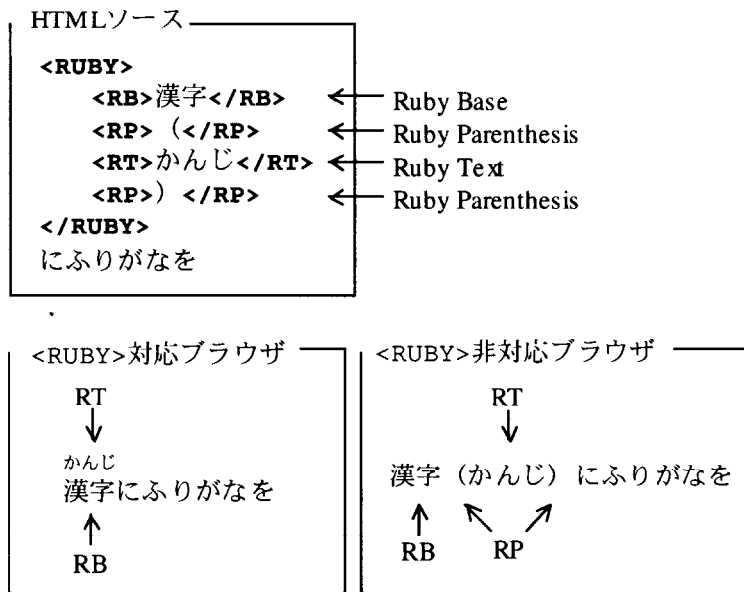 HTMLソース
<RUBY>
<RB>漢字</RB> Ruby Base
<RP>（</RP> Ruby Parenthesis
<RT>かんじ</RT> Ruby Text
<RP>）</RP> Ruby Parenthesis
</RUBY>
にふりがなを
<RUBY>対応ブラウザ
RT
かんじ
漢字にふりがなを
RB
<RUBY>非対応ブラウザ
RT
漢字（かんじ）にふりがなを
RB RP